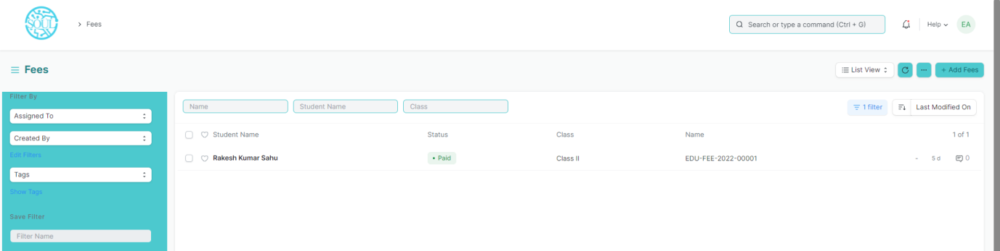 SOUL
Fees
Search or type a command (Ctrl + G)
Help
EA
Fees
List View
...
+ Add Fees
Filter By
Assigned To
Created By
Edit Filters
Tags
Show Tags
Save Filter
Filter Name
Name
Student Name
Class
1 filter
Last Modified On
Student Name Status Class Name 1 of 1
Rakesh Kumar Sahu Paid Class II EDU-FEE-2022-00001 - 5 d 0